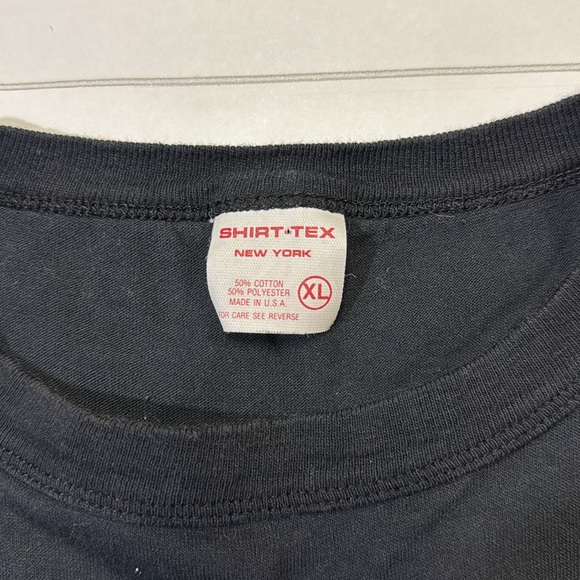 SHIRT•TEX
NEW YORK
50% COTTON
50% POLYESTER
MADE IN U.S.A.
XL
FOR CARE SEE REVERSE